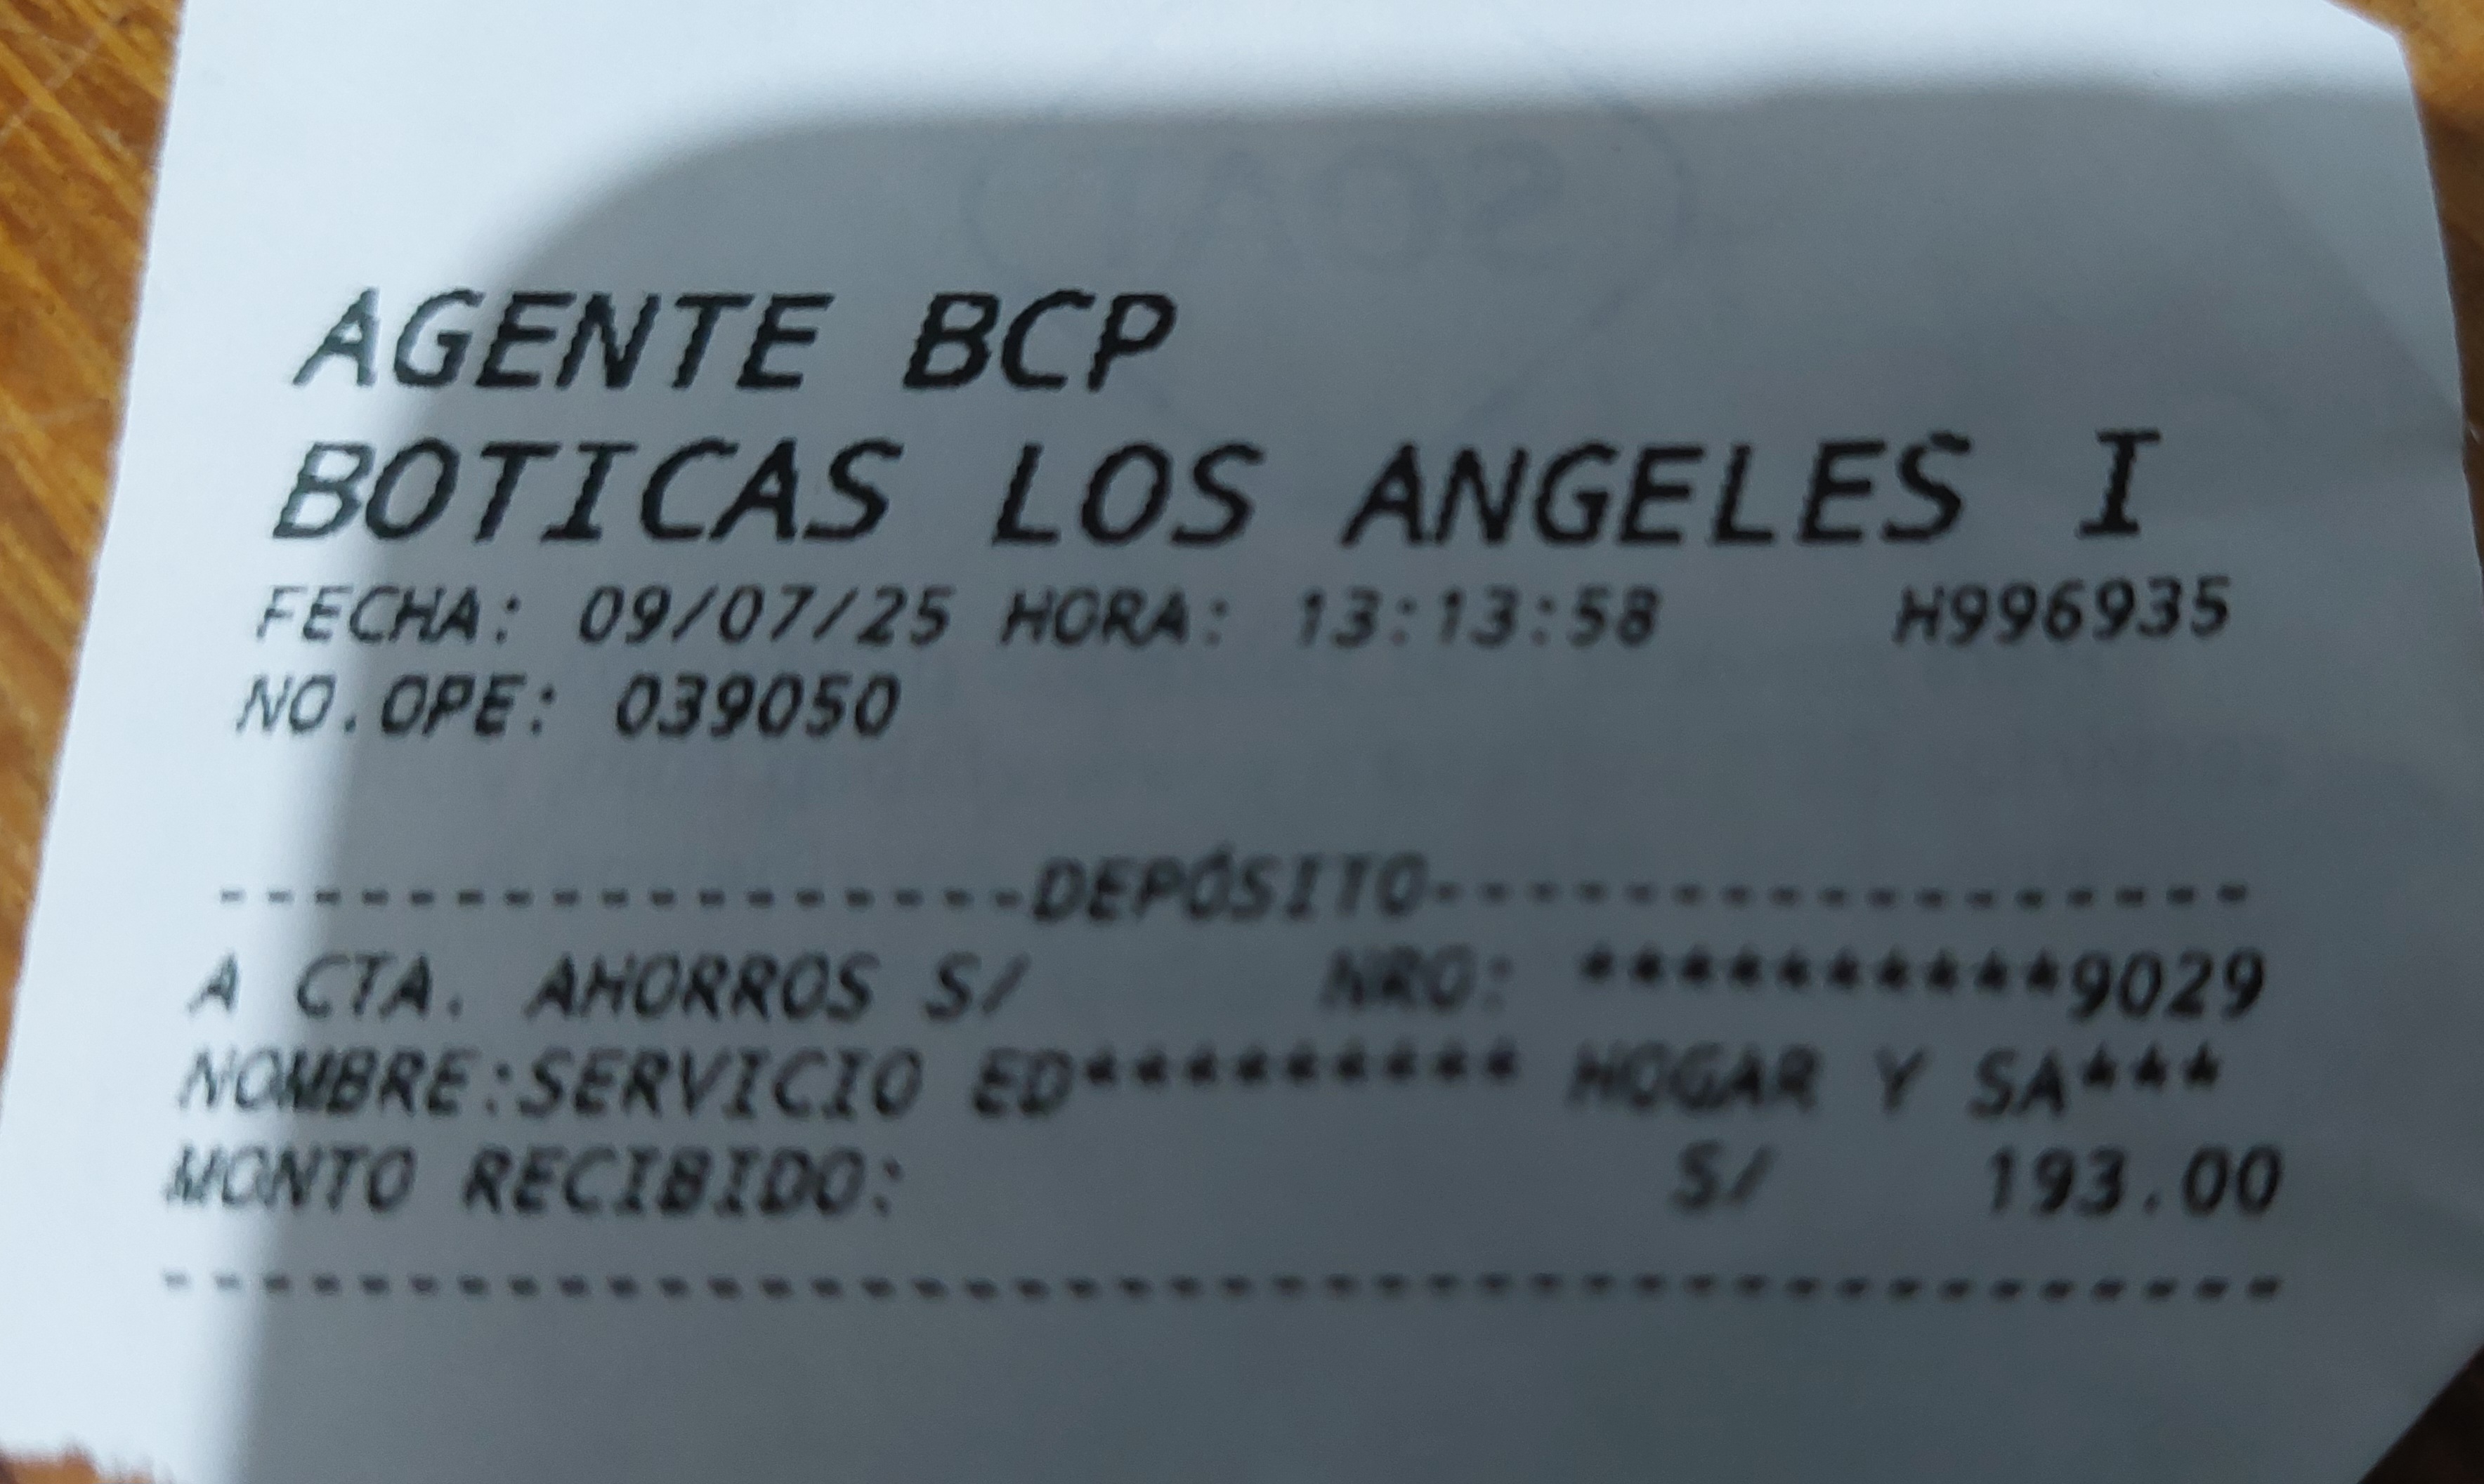 AGENTE BCP
BOTICAS LOS ANGELES I
FECHA: 09/07/25 HORA: 13:13:58 H996935
NO.OPE: 039050
--------------------DEPÓSITO--------------------
A CTA. AHORROS S/ NRO: **********9029
NOMBRE:SERVICIO ED********* HOGAR Y SA***
MONTO RECIBIDO: S/ 193.00
-------------------------------------------